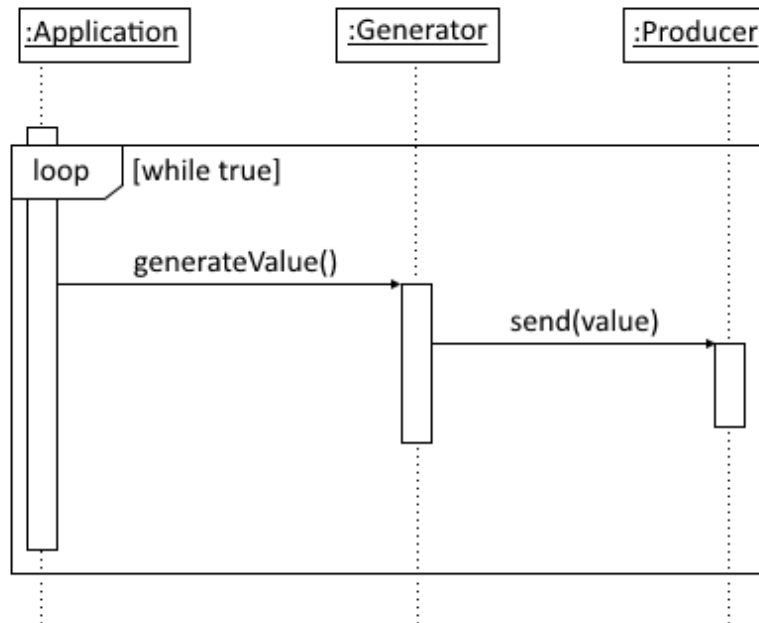 :Application
:Generator
:Producer
loop
[while true]
generateValue()
send(value)